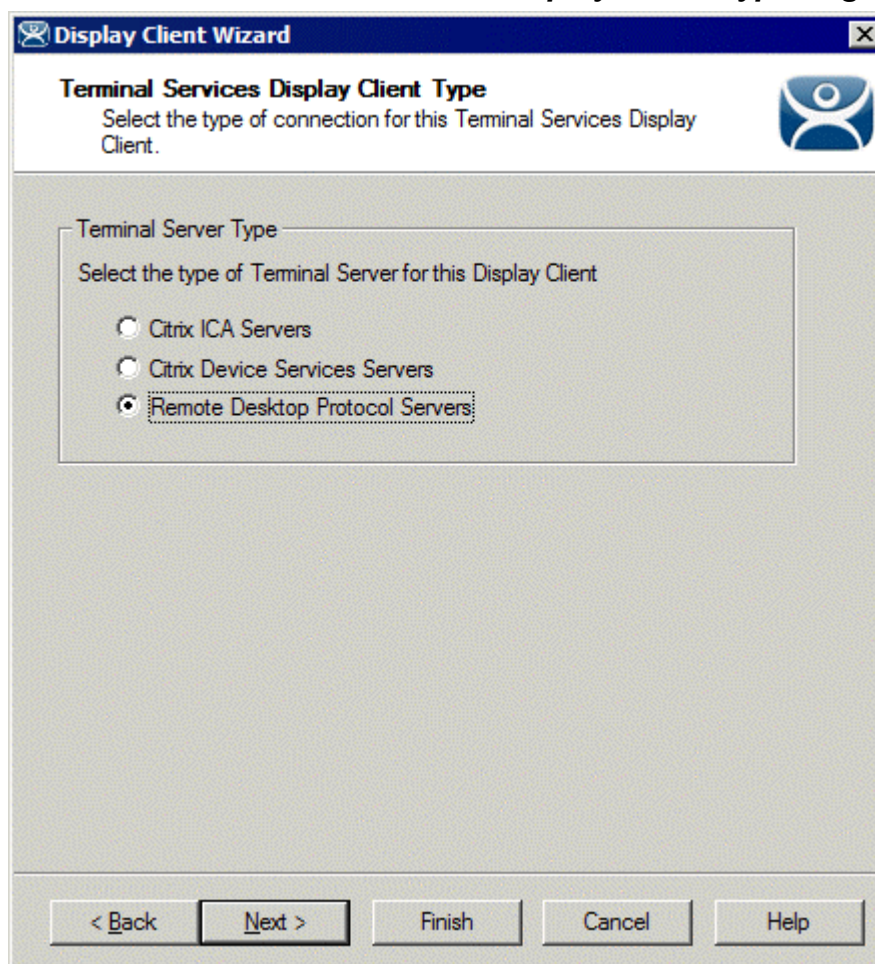 Display Client Wizard
Terminal Services Display Client Type
Select the type of connection for this Terminal Services Display
Client.
Terminal Server Type
Select the type of Terminal Server for this Display Client
Citrix ICA Servers
Citrix Device Services Servers
Remote Desktop Protocol Servers
< Back Next > Finish Cancel Help